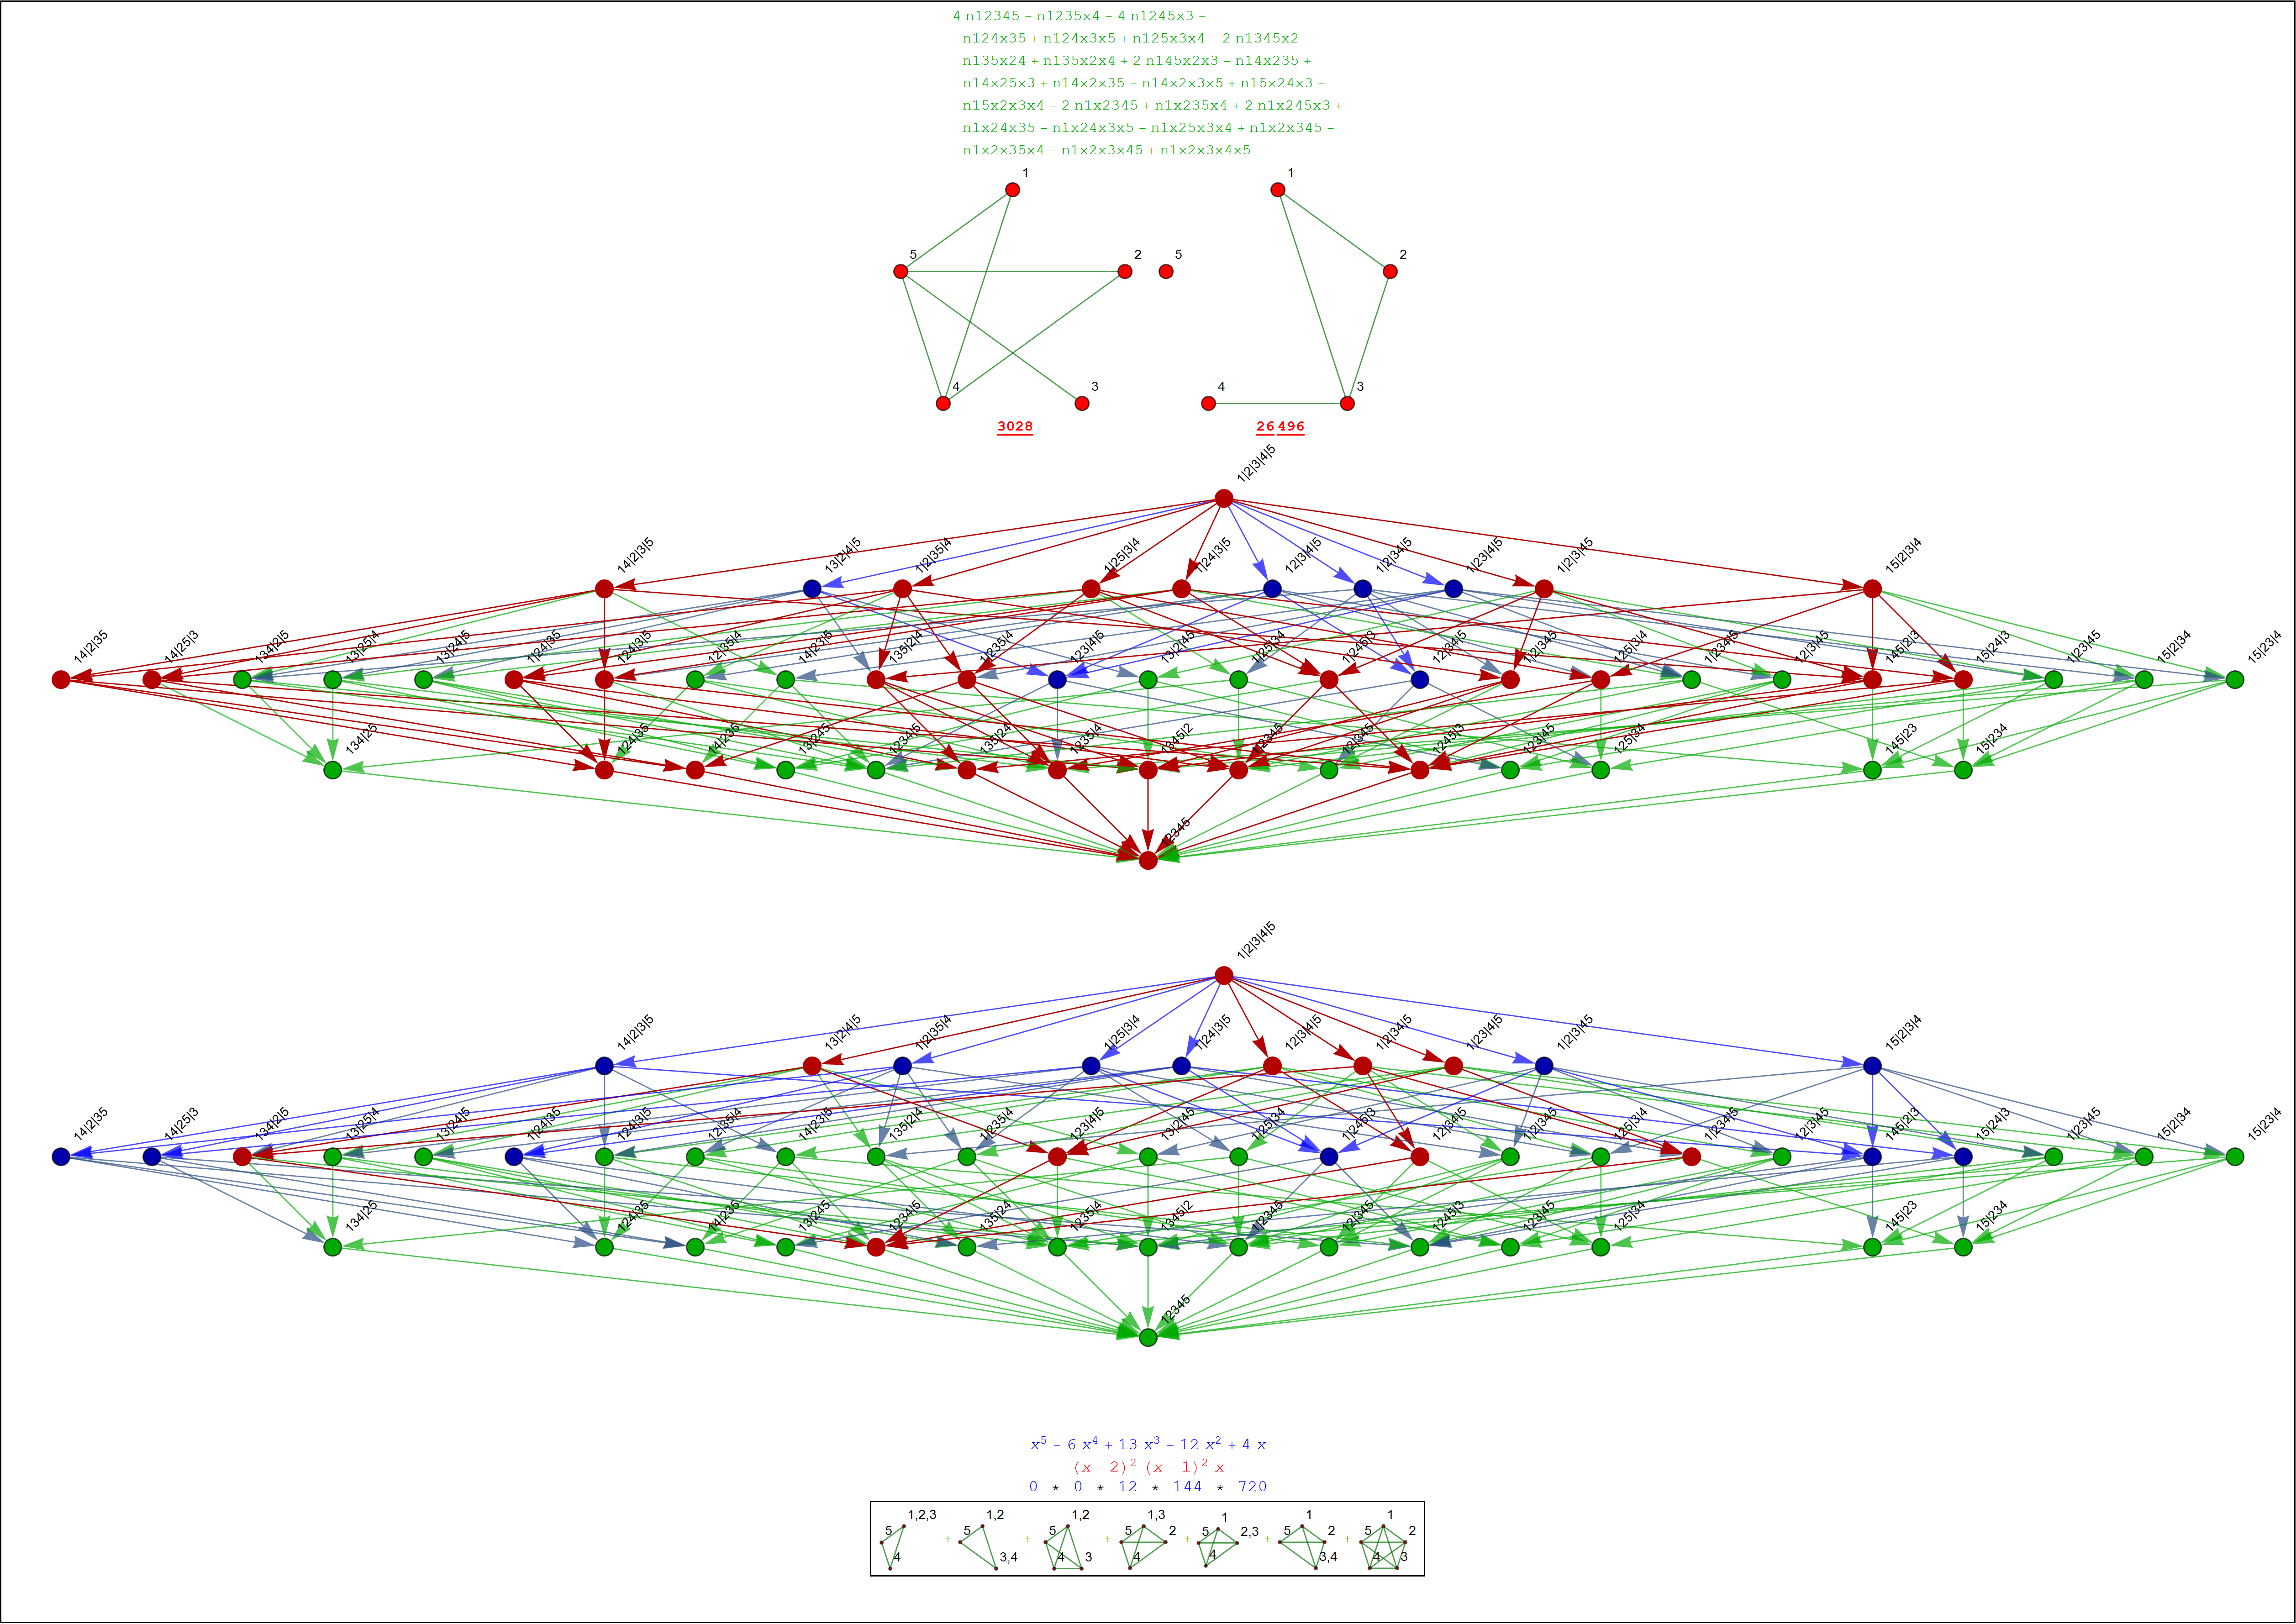 4 n12345 – n1235x4 – 4 n1245x3 –
n124x35 + n124x3x5 + n125x3x4 – 2 n1345x2 –
n135x24 + n135x2x4 + 2 n145x2x3 – n14x235 +
n14x25x3 + n14x2x35 – n14x2x3x5 + n15x24x3 –
n15x2x3x4 – 2 n1x2345 + n1x235x4 + 2 n1x245x3 +
n1x24x35 – n1x24x3x5 – n1x25x3x4 + n1x2x345 –
n1x2x35x4 – n1x2x3x45 + n1x2x3x4x5
1 1
5 2 5 2
4 3 4 3
3028 26 496
1|2|3|4|5
14|2|3|5 13|2|4|5 1|2|35|4 1|25|3|4 1|24|3|5 12|3|4|5 1|2|34|5 1|23|4|5 1|2|3|45 15|2|3|4
14|2|35 14|25|3 134|2|5 13|25|4 13|24|5 1|24|35 124|3|5 12|35|4 14|23|5 135|2|4 1|235|4 123|4|5 13|2|45 1|25|34 1|245|3 12|34|5 1|2|345 125|3|4 1|234|5 12|3|45 145|2|3 15|24|3 1|23|45 15|2|34 15|23|4
134|25 124|35 14|235 13|245 1234|5 135|24 1235|4 1345|2 1|2345 12|345 1245|3 123|45 125|34 145|23 15|234
12345
1|2|3|4|5
14|2|3|5 13|2|4|5 1|2|35|4 1|25|3|4 1|24|3|5 12|3|4|5 1|2|34|5 1|23|4|5 1|2|3|45 15|2|3|4
14|2|35 14|25|3 134|2|5 13|25|4 13|24|5 1|24|35 124|3|5 12|35|4 14|23|5 135|2|4 1|235|4 123|4|5 13|2|45 1|25|34 1|245|3 12|34|5 1|2|345 125|3|4 1|234|5 12|3|45 145|2|3 15|24|3 1|23|45 15|2|34 15|23|4
134|25 124|35 14|235 13|245 1234|5 135|24 1235|4 1345|2 1|2345 12|345 1245|3 123|45 125|34 145|23 15|234
12345
x⁵ – 6 x⁴ + 13 x³ – 12 x² + 4 x
(x – 2)² (x – 1)² x
0 * 0 * 12 * 144 * 720
1,2,3 5 4 + 1,2 5 3,4 + 1,2 5 4 3 + 1,3 5 2 4 + 1 5 2,3 4 + 1 5 2 3,4 + 1 5 2 4 3